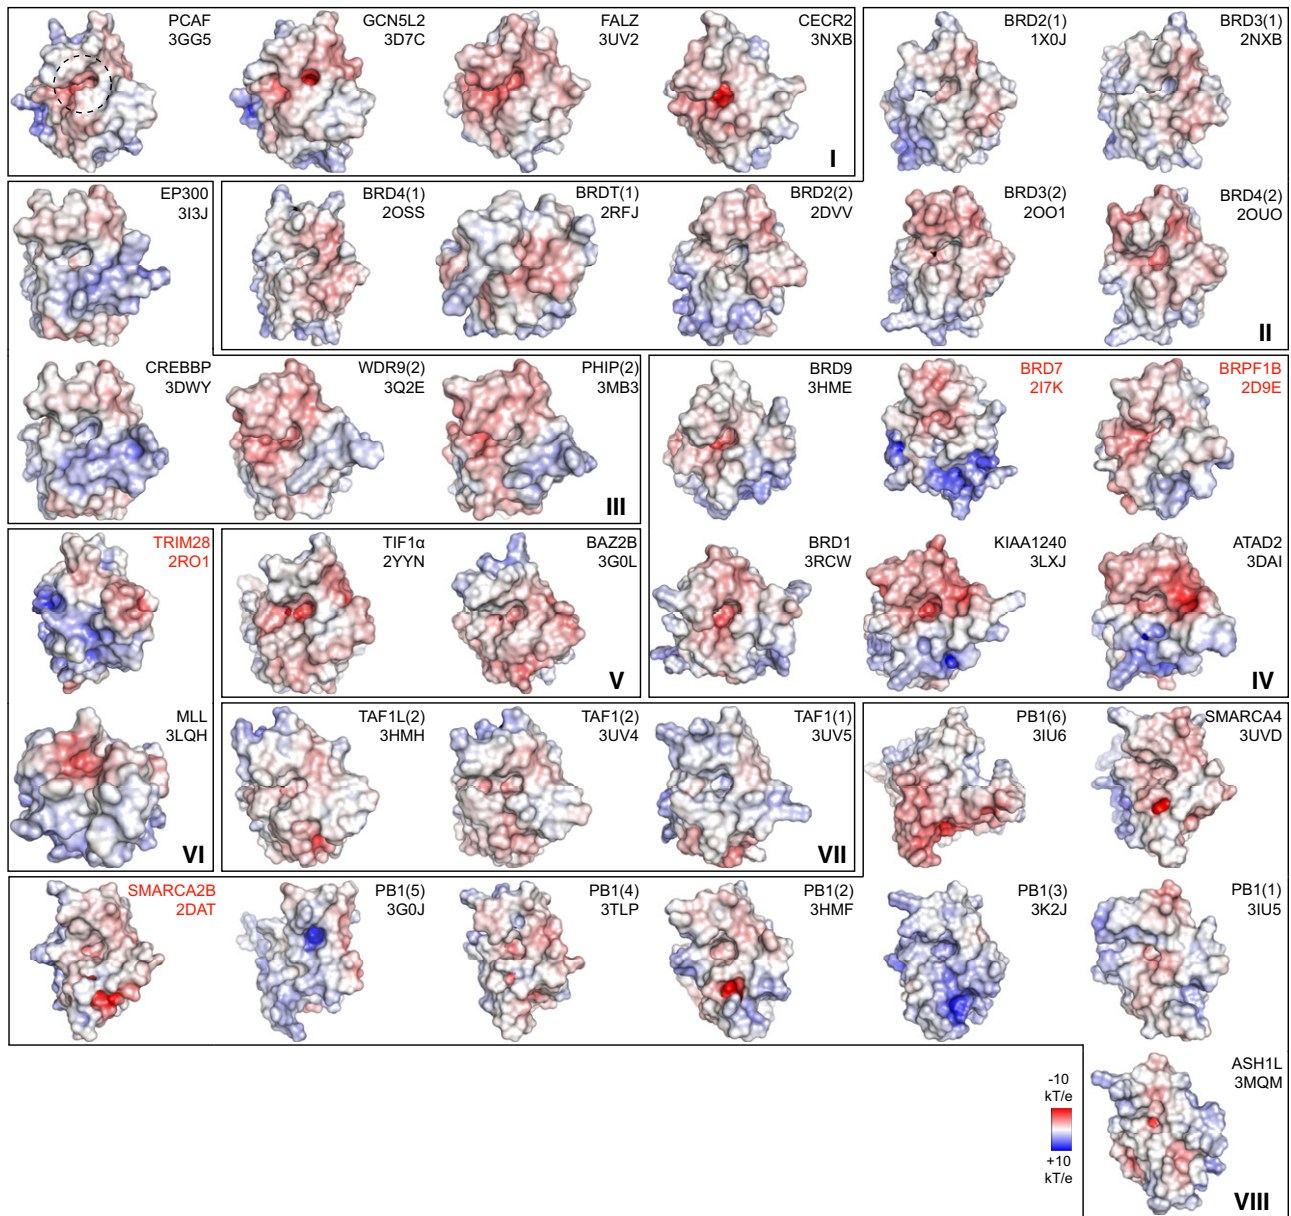 PCAF
3GG5
GCN5L2
3D7C
FALZ
3UV2
CECR2
3NXB
I
BRD2(1)
1X0J
BRD3(1)
2NXB
EP300
3I3J
BRD4(1)
2OSS
BRDT(1)
2RFJ
BRD2(2)
2DVV
BRD3(2)
2OO1
BRD4(2)
2OUO
II
CREBBP
3DWY
WDR9(2)
3Q2E
PHIP(2)
3MB3
III
BRD9
3HME
BRD7
2I7K
BRPF1B
2D9E
TRIM28
2RO1
TIF1α
2YYN
BAZ2B
3G0L
V
BRD1
3RCW
KIAA1240
3LXJ
ATAD2
3DAI
IV
MLL
3LQH
VI
TAF1L(2)
3HMH
TAF1(2)
3UV4
TAF1(1)
3UV5
VII
PB1(6)
3IU6
SMARCA4
3UVD
SMARCA2B
2DAT
PB1(5)
3G0J
PB1(4)
3TLP
PB1(2)
3HMF
PB1(3)
3K2J
PB1(1)
3IU5
-10
kT/e
+10
kT/e
ASH1L
3MQM
VIII